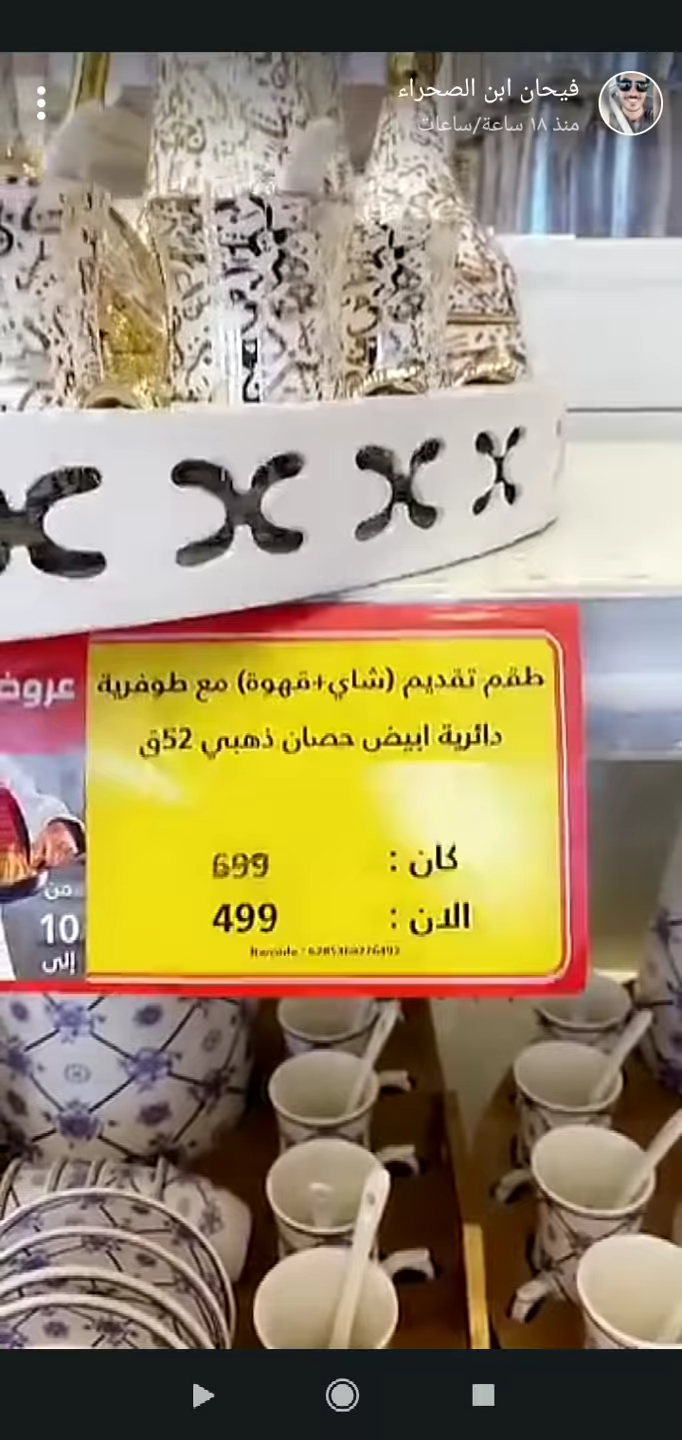 فيحان ابن الصحراء
منذ ١٨ ساعة/ساعات
عروض
طقم تقديم (شاي+قهوة) مع طوفرية
دائرية ابيض حصان ذهبي 52ق
كان : 699
الان : 499
من
10
إلى